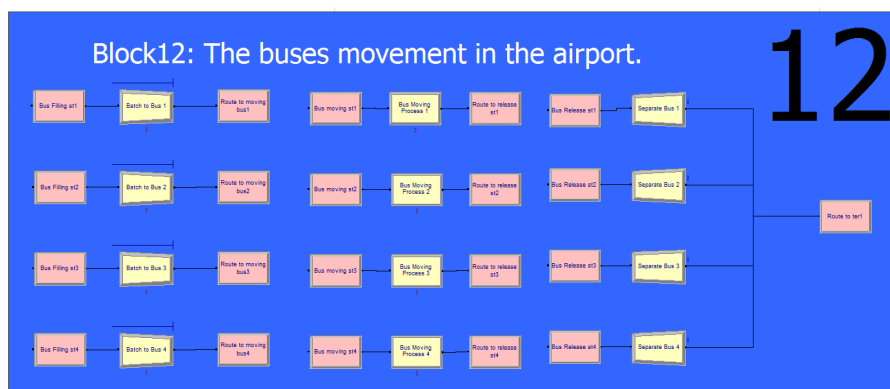 Block12: The buses movement in the airport.
12
Bus Filling st1
Batch to Bus 1
Route to moving
bus1
Bus moving st1
Bus Moving
Process 1
Route to release
st1
Bus Release st1
Separate Bus 1
Bus Filling st2
Batch to Bus 2
Route to moving
bus2
Bus moving st2
Bus Moving
Process 2
Route to release
st2
Bus Release st2
Separate Bus 2
Route to ter1
Bus Filling st3
Batch to Bus 3
Route to moving
bus3
Bus moving st3
Bus Moving
Process 3
Route to release
st3
Bus Release st3
Separate Bus 3
Bus Filling st4
Batch to Bus 4
Route to moving
bus4
Bus moving st4
Bus Moving
Process 4
Route to release
st4
Bus Release st4
Separate Bus 4